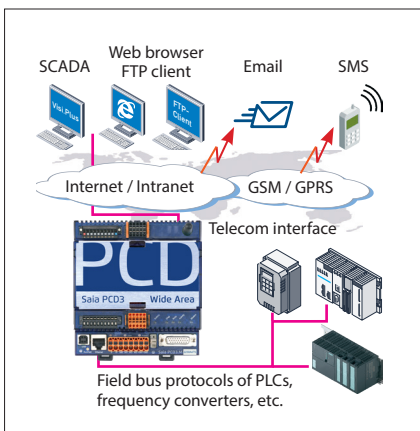 Web browser
SCADA
FTP client
Email
SMS
Visi.Plus
FTP-
Client
Internet / Intranet
GSM / GPRS
Telecom interface
PCD
Saia PCD3
Wide Area
Field bus protocols of PLCs,
frequency converters, etc.